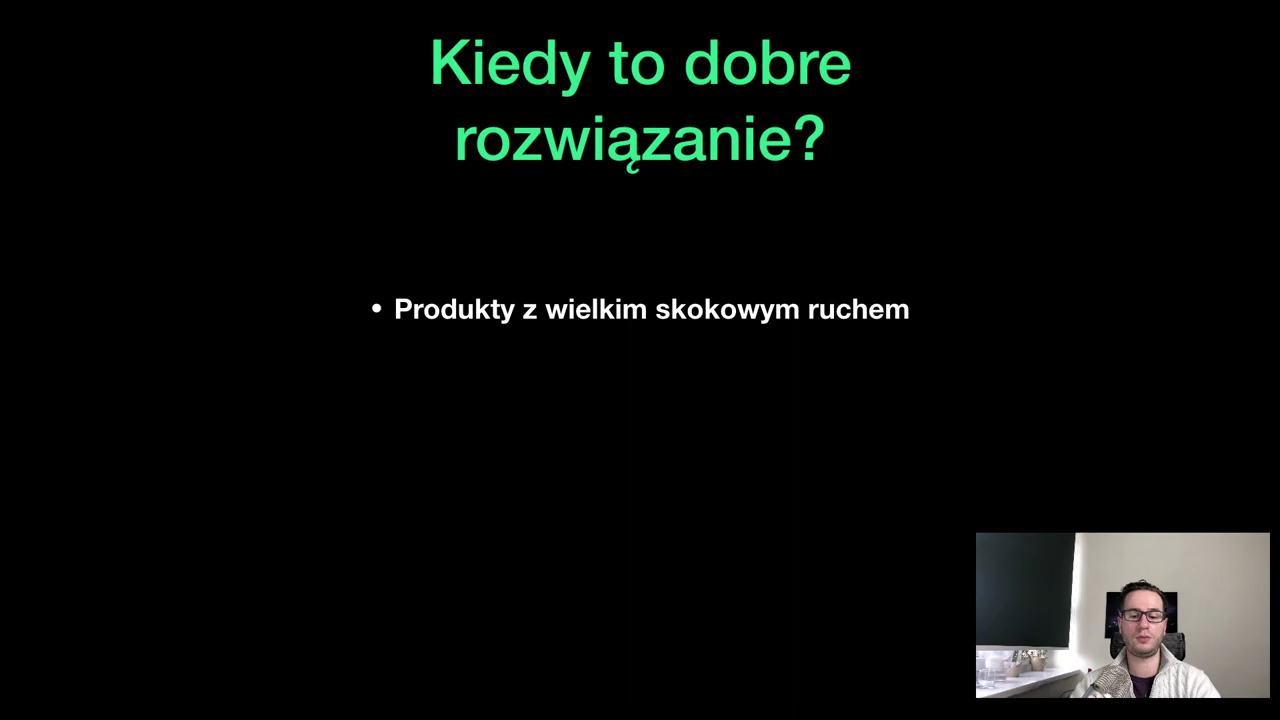 Kiedy to dobre
rozwiązanie?
• Produkty z wielkim skokowym ruchem